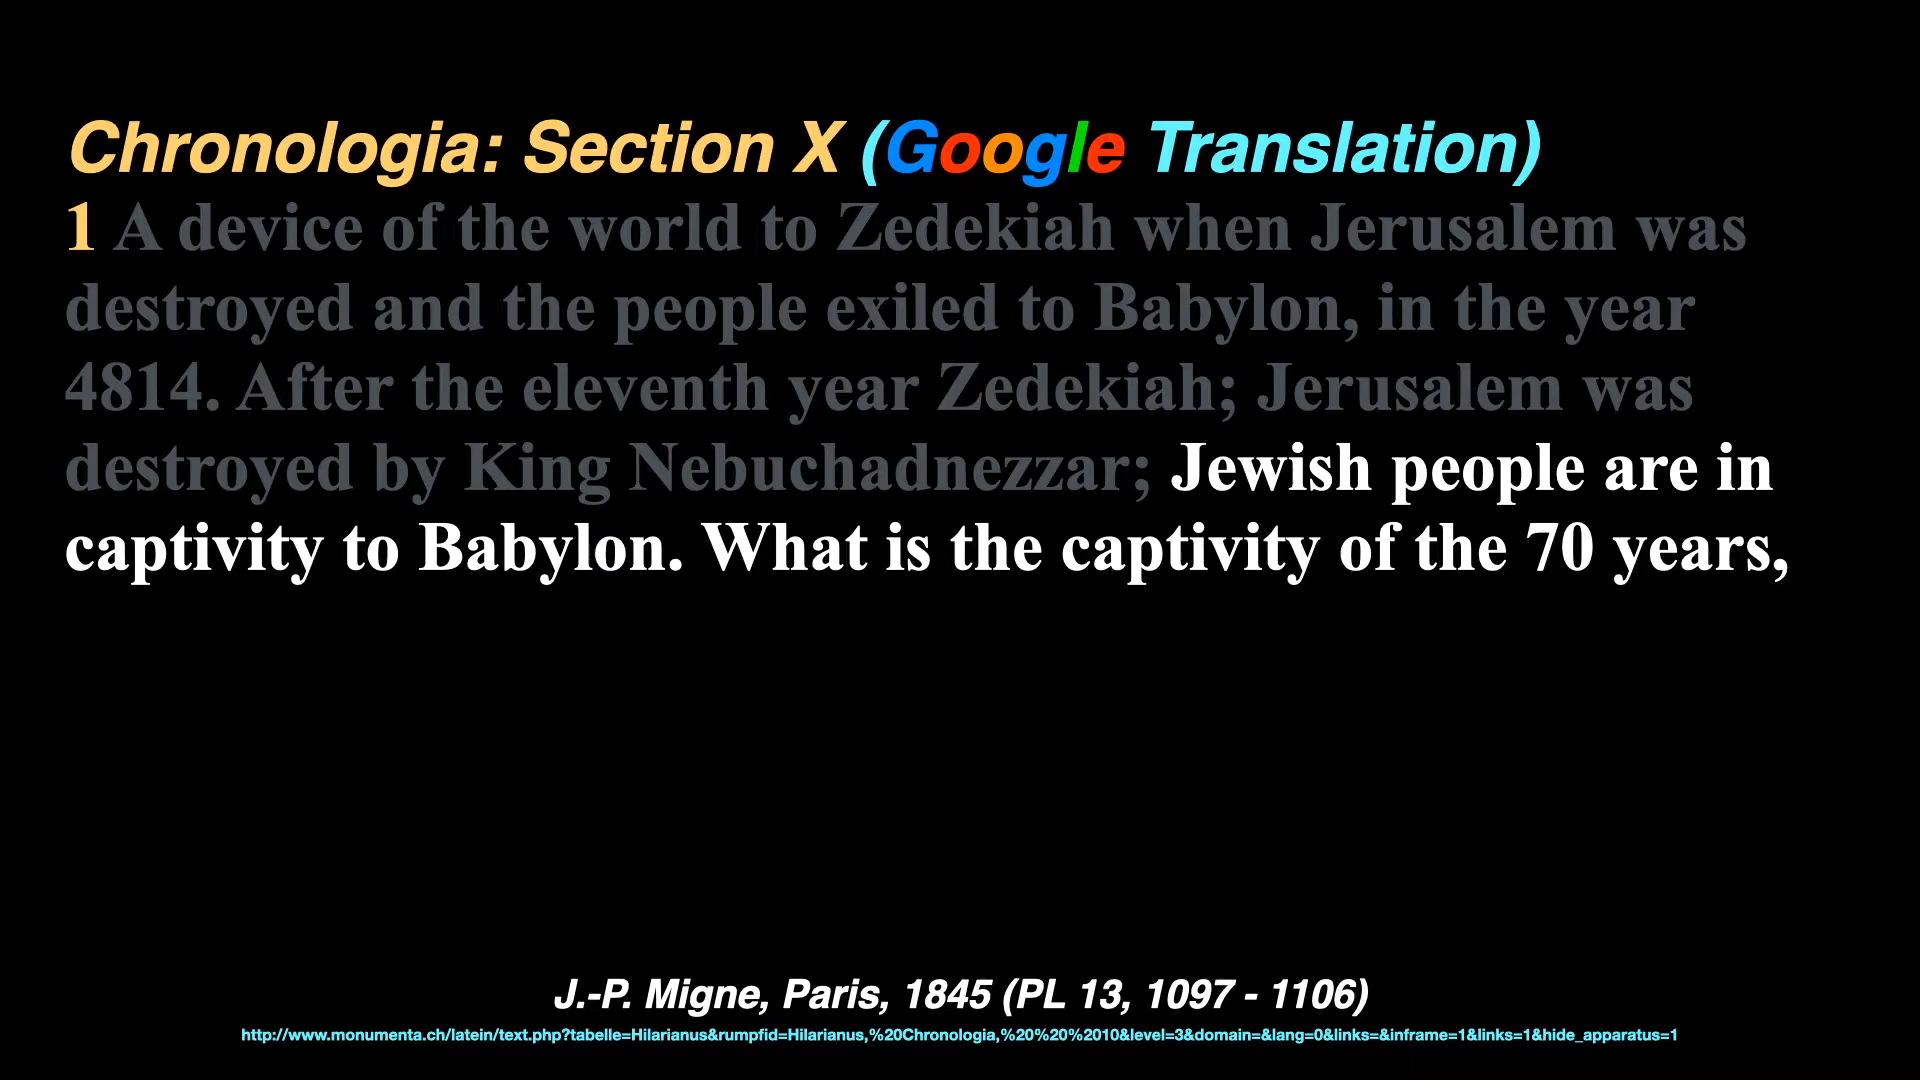 Chronologia: Section X (Google Translation)
1 A device of the world to Zedekiah when Jerusalem was
destroyed and the people exiled to Babylon, in the year
4814. After the eleventh year Zedekiah; Jerusalem was
destroyed by King Nebuchadnezzar; Jewish people are in
captivity to Babylon. What is the captivity of the 70 years,
J.-P. Migne, Paris, 1845 (PL 13, 1097 - 1106)
http://www.monumenta.ch/latein/text.php?tabelle=Hilarianus&rumpfid=Hilarianus,%20Chronologia,%20%20%2010&level=3&domain=&lang=0&links=&inframe=1&links=1&hide_apparatus=1